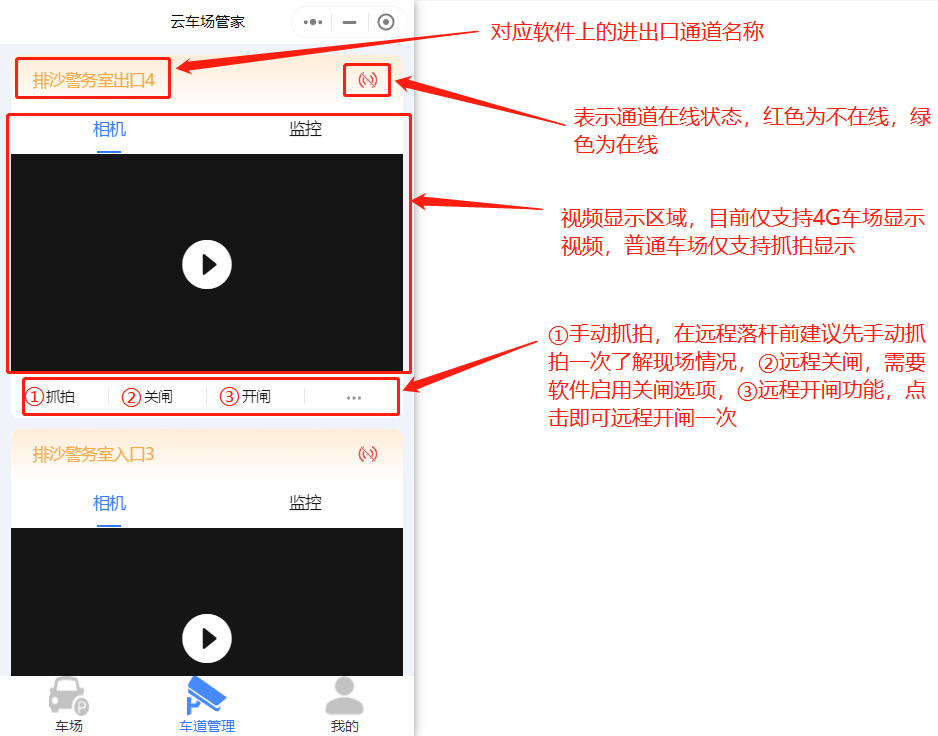 云车场管家
对应软件上的进出口通道名称
排沙警务室出口4
表示通道在线状态，红色为不在线，绿
色为在线
相机
监控
视频显示区域，目前仅支持4G车场显示
视频，普通车场仅支持抓拍显示
①手动抓拍，在远程落杆前建议先手动抓
拍一次了解现场情况，②远程关闸，需要
软件启用关闸选项，③远程开闸功能，点
击即可远程开闸一次
①抓拍
②关闸
③开闸
排沙警务室入口3
相机
监控
P
车场
车道管理
我的